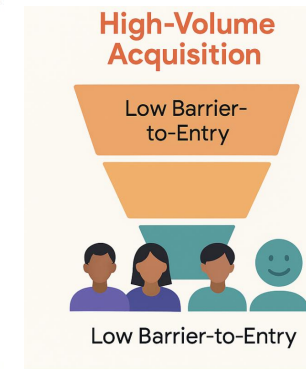 High-Volume
Acquisition
Low Barrier-
to-Entry
Low Barrier-to-Entry